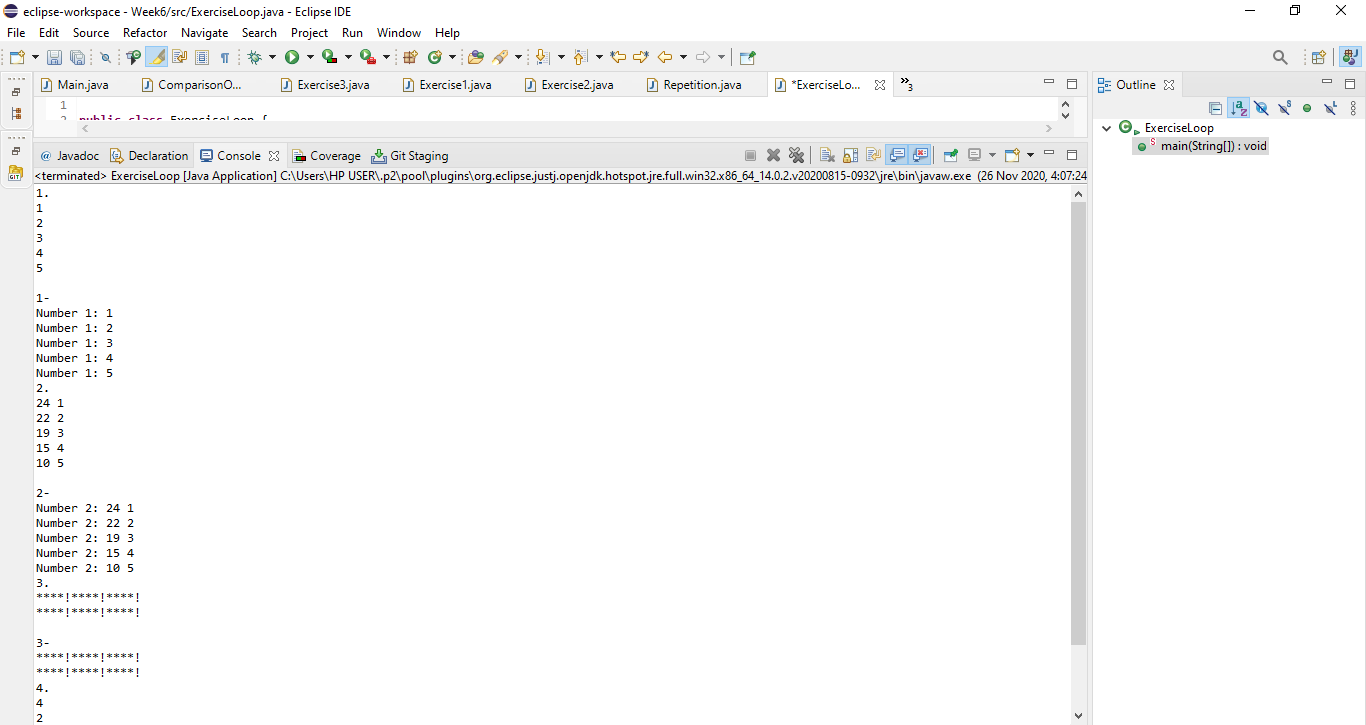 eclipse-workspace - Week6/src/ExerciseLoop.java - Eclipse IDE
File Edit Source Refactor Navigate Search Project Run Window Help
Main.java ComparisonO... Exercise3.java Exercise1.java Exercise2.java Repetition.java *ExerciseLo... »3
Outline
1
2 public class ExerciseLoop {
ExerciseLoop
main(String[]) : void
@ Javadoc Declaration Console Coverage Git Staging
<terminated> ExerciseLoop [Java Application] C:\Users\HP USER\.p2\pool\plugins\org.eclipse.justj.openjdk.hotspot.jre.full.win32.x86_64_14.0.2.v20200815-0932\jre\bin\javaw.exe (26 Nov 2020, 4:07:24
1.
1
2
3
4
5
1-
Number 1: 1
Number 1: 2
Number 1: 3
Number 1: 4
Number 1: 5
2.
24 1
22 2
19 3
15 4
10 5
2-
Number 2: 24 1
Number 2: 22 2
Number 2: 19 3
Number 2: 15 4
Number 2: 10 5
3.
****!****!****!
****!****!****!
3-
****!****!****!
****!****!****!
4.
4
2